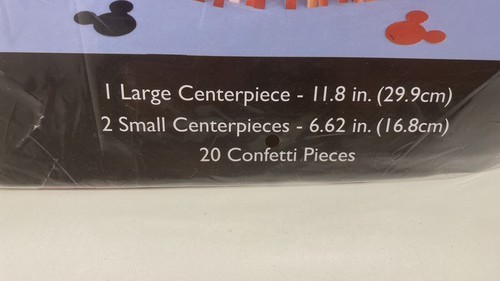 1 Large Centerpiece - 11.8 in. (29.9cm)
2 Small Centerpieces - 6.62 in. (16.8cm)
20 Confetti Pieces